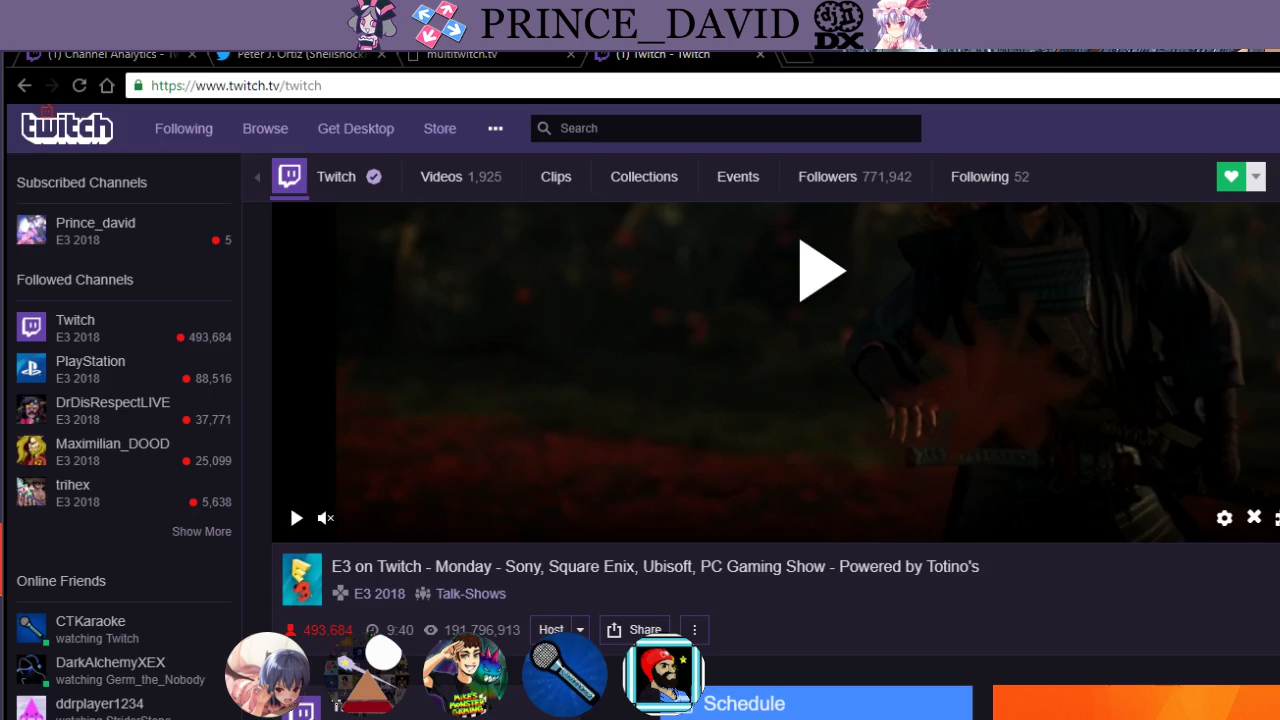 PRINCE_DAVID
DX
(1) Channel Analytics - Tw
Peter J. Ortiz (Shellshock
multitwitch.tv
(1) Twitch - Twitch
https://www.twitch.tv/twitch
twitch
Following
Browse
Get Desktop
Store
Search
Subscribed Channels
Prince_david
E3 2018
5
Followed Channels
Twitch
E3 2018
493,684
PlayStation
E3 2018
88,516
DrDisRespectLIVE
E3 2018
37,771
Maximilian_DOOD
E3 2018
25,099
trihex
E3 2018
5,638
Show More
Online Friends
CTKaraoke
watching Twitch
DarkAlchemyXEX
watching Germ_the_Nobody
ddrplayer1234
Twitch
Videos 1,925
Clips
Collections
Events
Followers 771,942
Following 52
E3 on Twitch - Monday - Sony, Square Enix, Ubisoft, PC Gaming Show - Powered by Totino's
E3 2018
Talk-Shows
493,684
9:40
191,796,913
Host
Share
MIKE'S
MONSTER
GAMING
Schedule